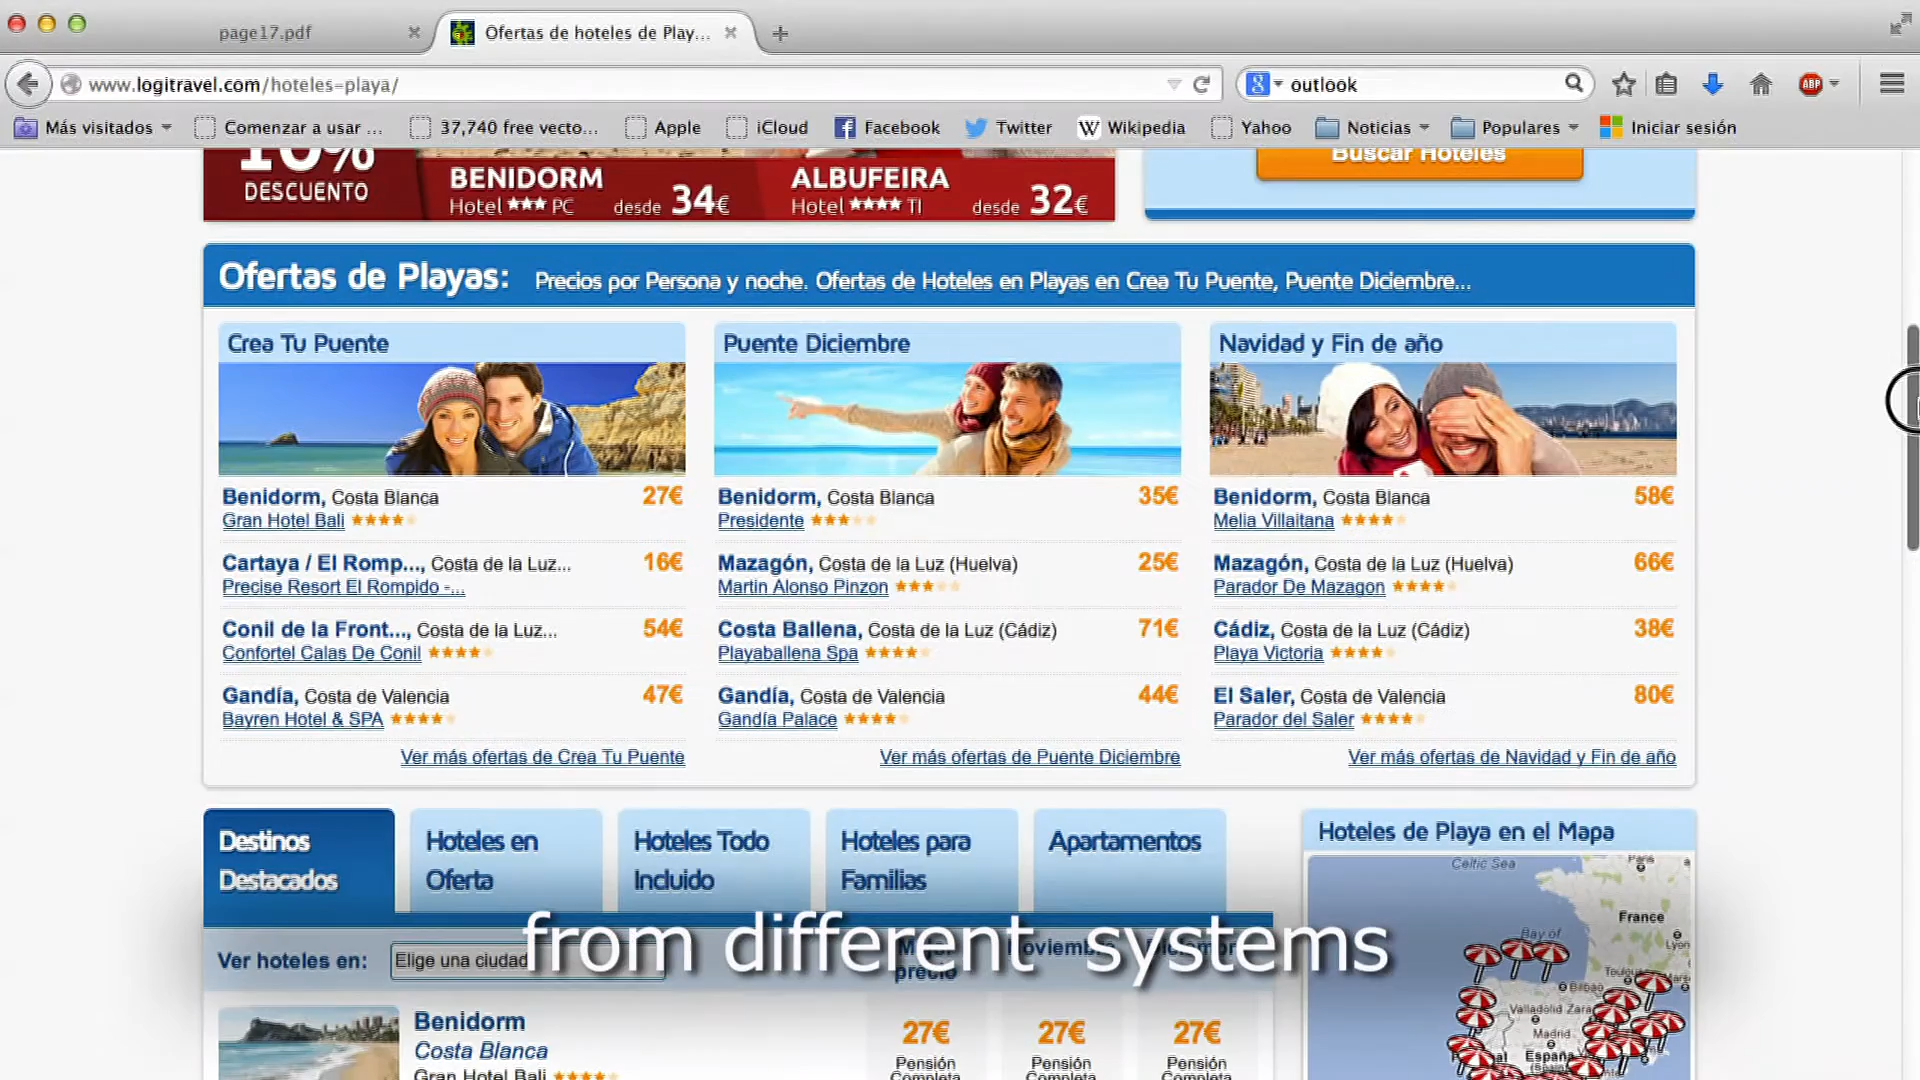 page17.pdf
Ofertas de hoteles de Play...
www.logitravel.com/hoteles-playa/
outlook
Más visitados
Comenzar a usar ...
37,740 free vecto...
Apple
iCloud
Facebook
Twitter
Wikipedia
Yahoo
Noticias
Populares
Iniciar sesión
10%
DESCUENTO
BENIDORM
Hotel ★★★ PC desde 34€
ALBUFEIRA
Hotel ★★★★ TI desde 32€
Buscar Hoteles
Ofertas de Playas: Precios por Persona y noche. Ofertas de Hoteles en Playas en Crea Tu Puente, Puente Diciembre...
Crea Tu Puente
Benidorm, Costa Blanca 27€
Gran Hotel Bali
Cartaya / El Romp..., Costa de la Luz... 16€
Precise Resort El Rompido -...
Conil de la Front..., Costa de la Luz... 54€
Confortel Calas De Conil
Gandía, Costa de Valencia 47€
Bayren Hotel & SPA
Ver más ofertas de Crea Tu Puente
Puente Diciembre
Benidorm, Costa Blanca 35€
Presidente
Mazagón, Costa de la Luz (Huelva) 25€
Martin Alonso Pinzon
Costa Ballena, Costa de la Luz (Cádiz) 71€
Playaballena Spa
Gandía, Costa de Valencia 44€
Gandía Palace
Ver más ofertas de Puente Diciembre
Navidad y Fin de año
Benidorm, Costa Blanca 58€
Melia Villaitana
Mazagón, Costa de la Luz (Huelva) 66€
Parador De Mazagon
Cádiz, Costa de la Luz (Cádiz) 38€
Playa Victoria
El Saler, Costa de Valencia 80€
Parador del Saler
Ver más ofertas de Navidad y Fin de año
Destinos
Destacados
Hoteles en
Oferta
Hoteles Todo
Incluido
Hoteles para
Familias
Apartamentos
Hoteles de Playa en el Mapa
Celtic Sea
Paris
France
Bay of
Lyon
Toulouse
Bilbao
Valladolid
Madrid
España
Ver hoteles en: Elige una ciudad
precio
from different systems
Benidorm
Costa Blanca
Gran Hotel Bali
27€
Pensión
Completa
27€
Pensión
Completa
27€
Pensión
Completa